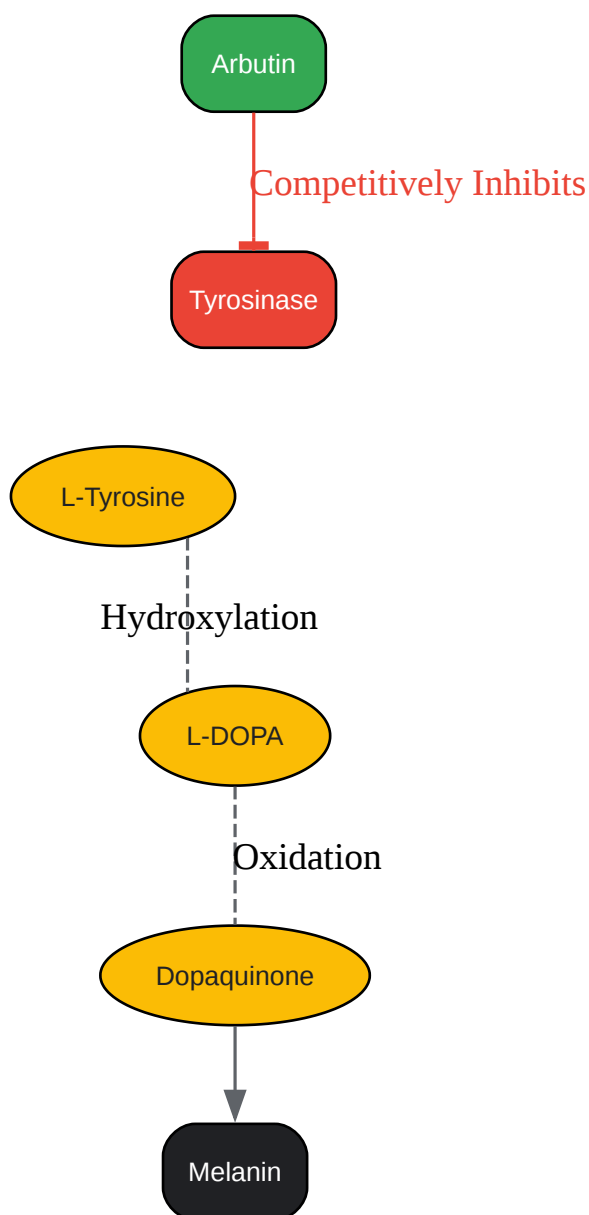 Arbutin
Competitively Inhibits
Tyrosinase
L-Tyrosine
Hydroxylation
L-DOPA
Oxidation
Dopaquinone
Melanin